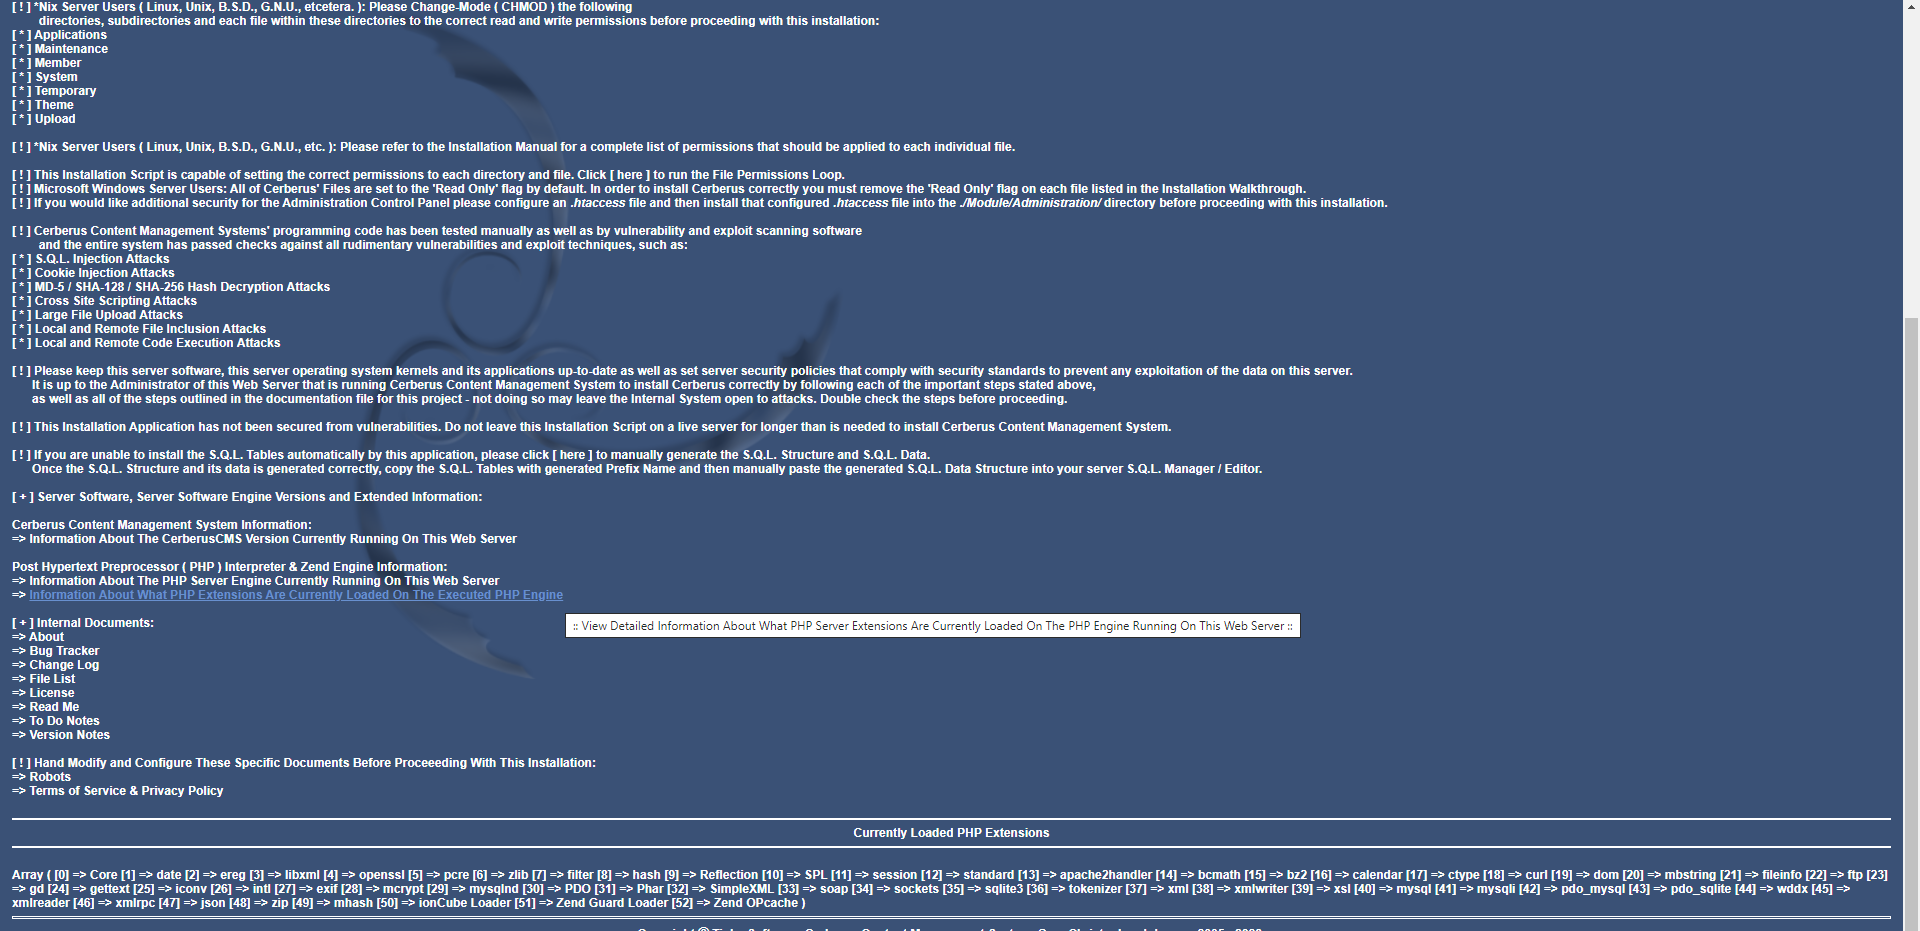 [ ! ] *Nix Server Users ( Linux, Unix, B.S.D., G.N.U., etcetera. ): Please Change-Mode ( CHMOD ) the following
directories, subdirectories and each file within these directories to the correct read and write permissions before proceeding with this installation:
[ * ] Applications
[ * ] Maintenance
[ * ] Member
[ * ] System
[ * ] Temporary
[ * ] Theme
[ * ] Upload
[ ! ] *Nix Server Users ( Linux, Unix, B.S.D., G.N.U., etc. ): Please refer to the Installation Manual for a complete list of permissions that should be applied to each individual file.
[ ! ] This Installation Script is capable of setting the correct permissions to each directory and file. Click [ here ] to run the File Permissions Loop.
[ ! ] Microsoft Windows Server Users: All of Cerberus' Files are set to the 'Read Only' flag by default. In order to install Cerberus correctly you must remove the 'Read Only' flag on each file listed in the Installation Walkthrough.
[ ! ] If you would like additional security for the Administration Control Panel please configure an .htaccess file and then install that configured .htaccess file into the ./Module/Administration/ directory before proceeding with this installation.
[ ! ] Cerberus Content Management Systems' programming code has been tested manually as well as by vulnerability and exploit scanning software
and the entire system has passed checks against all rudimentary vulnerabilities and exploit techniques, such as:
[ * ] S.Q.L. Injection Attacks
[ * ] Cookie Injection Attacks
[ * ] MD-5 / SHA-128 / SHA-256 Hash Decryption Attacks
[ * ] Cross Site Scripting Attacks
[ * ] Large File Upload Attacks
[ * ] Local and Remote File Inclusion Attacks
[ * ] Local and Remote Code Execution Attacks
[ ! ] Please keep this server software, this server operating system kernels and its applications up-to-date as well as set server security policies that comply with security standards to prevent any exploitation of the data on this server.
It is up to the Administrator of this Web Server that is running Cerberus Content Management System to install Cerberus correctly by following each of the important steps stated above,
as well as all of the steps outlined in the documentation file for this project - not doing so may leave the Internal System open to attacks. Double check the steps before proceeding.
[ ! ] This Installation Application has not been secured from vulnerabilities. Do not leave this Installation Script on a live server for longer than is needed to install Cerberus Content Management System.
[ ! ] If you are unable to install the S.Q.L. Tables automatically by this application, please click [ here ] to manually generate the S.Q.L. Structure and S.Q.L. Data.
Once the S.Q.L. Structure and its data is generated correctly, copy the S.Q.L. Tables with generated Prefix Name and then manually paste the generated S.Q.L. Data Structure into your server S.Q.L. Manager / Editor.
[ + ] Server Software, Server Software Engine Versions and Extended Information:
Cerberus Content Management System Information:
=> Information About The CerberusCMS Version Currently Running On This Web Server
Post Hypertext Preprocessor ( PHP ) Interpreter & Zend Engine Information:
=> Information About The PHP Server Engine Currently Running On This Web Server
=> Information About What PHP Extensions Are Currently Loaded On The Executed PHP Engine
[ + ] Internal Documents:
:: View Detailed Information About What PHP Server Extensions Are Currently Loaded On The PHP Engine Running On This Web Server ::
=> About
=> Bug Tracker
=> Change Log
=> File List
=> License
=> Read Me
=> To Do Notes
=> Version Notes
[ ! ] Hand Modify and Configure These Specific Documents Before Proceeeding With This Installation:
=> Robots
=> Terms of Service & Privacy Policy
Currently Loaded PHP Extensions
Array ( [0] => Core [1] => date [2] => ereg [3] => libxml [4] => openssl [5] => pcre [6] => zlib [7] => filter [8] => hash [9] => Reflection [10] => SPL [11] => session [12] => standard [13] => apache2handler [14] => bcmath [15] => bz2 [16] => calendar [17] => ctype [18] => curl [19] => dom [20] => mbstring [21] => fileinfo [22] => ftp [23]
=> gd [24] => gettext [25] => iconv [26] => intl [27] => exif [28] => mcrypt [29] => mysqlnd [30] => PDO [31] => Phar [32] => SimpleXML [33] => soap [34] => sockets [35] => sqlite3 [36] => tokenizer [37] => xml [38] => xmlwriter [39] => xsl [40] => mysql [41] => mysqli [42] => pdo_mysql [43] => pdo_sqlite [44] => wddx [45] =>
xmlreader [46] => xmlrpc [47] => json [48] => zip [49] => mhash [50] => ionCube Loader [51] => Zend Guard Loader [52] => Zend OPcache )